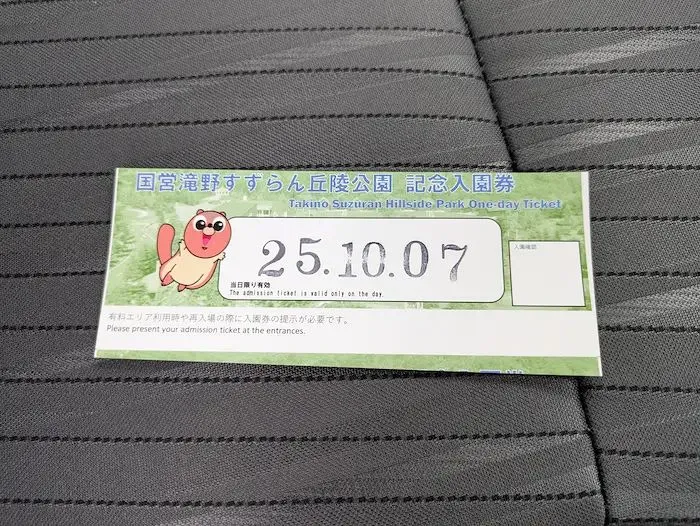 国営滝野すずらん丘陵公園 記念入園券
Takino Suzuran Hillside Park One-day Ticket
25.10.07
入園確認
当日限り有効
The admission ticket is valid only on the day.
有料エリア利用時や再入場の際に入園券の提示が必要です。
Please present your admission ticket at the entrances.